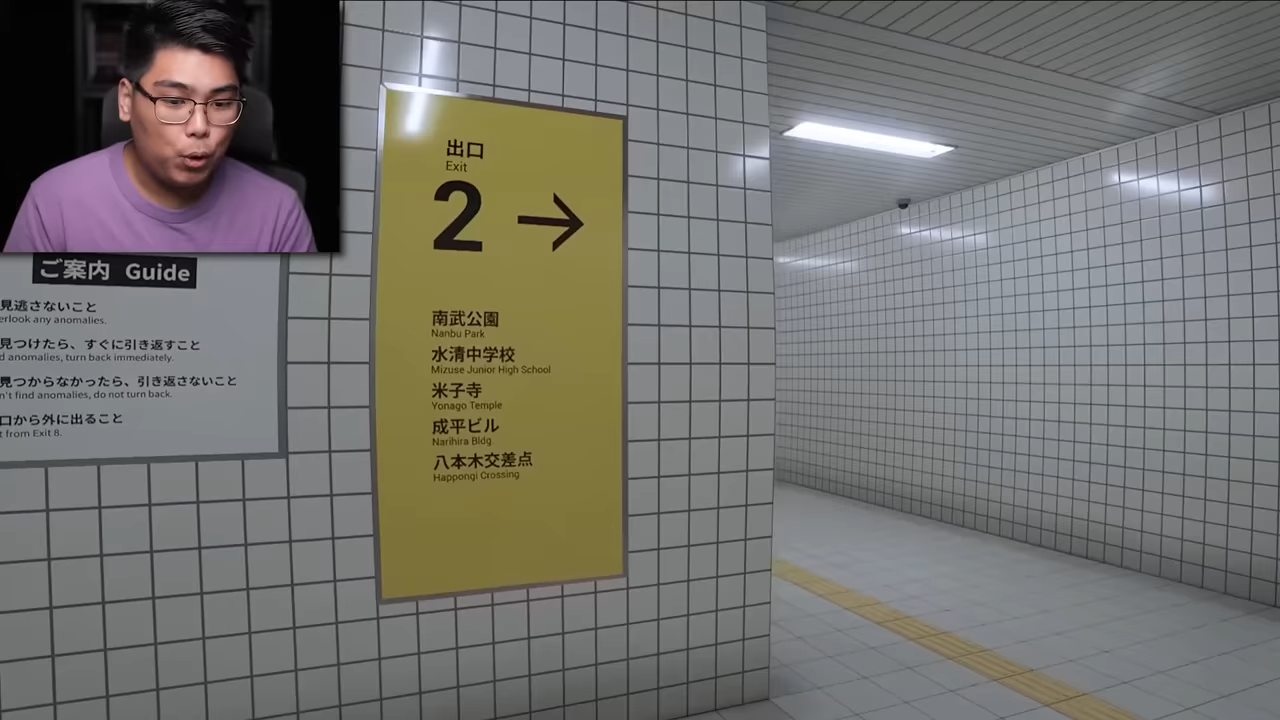 ご案内 Guide
見逃さないこと
erlook any anomalies.
見つけたら、すぐに引き返すこと
d anomalies, turn back immediately.
見つからなかったら、引き返さないこと
n't find anomalies, do not turn back.
口から外に出ること
t from Exit 8.
出口
Exit
2 →
南武公園
Nanbu Park
水清中学校
Mizuse Junior High School
米子寺
Yonago Temple
成平ビル
Narihira Bldg.
八本木交差点
Happongi Crossing